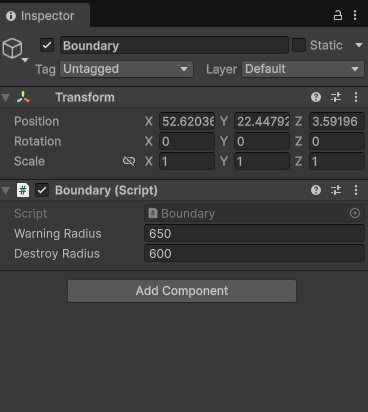 Inspector
Boundary Static
Tag Untagged Layer Default
Transform
Position X 52.62036 Y 22.44792 Z 3.59196
Rotation X 0 Y 0 Z 0
Scale X 1 Y 1 Z 1
# Boundary (Script)
Script # Boundary
Warning Radius 650
Destroy Radius 600
Add Component